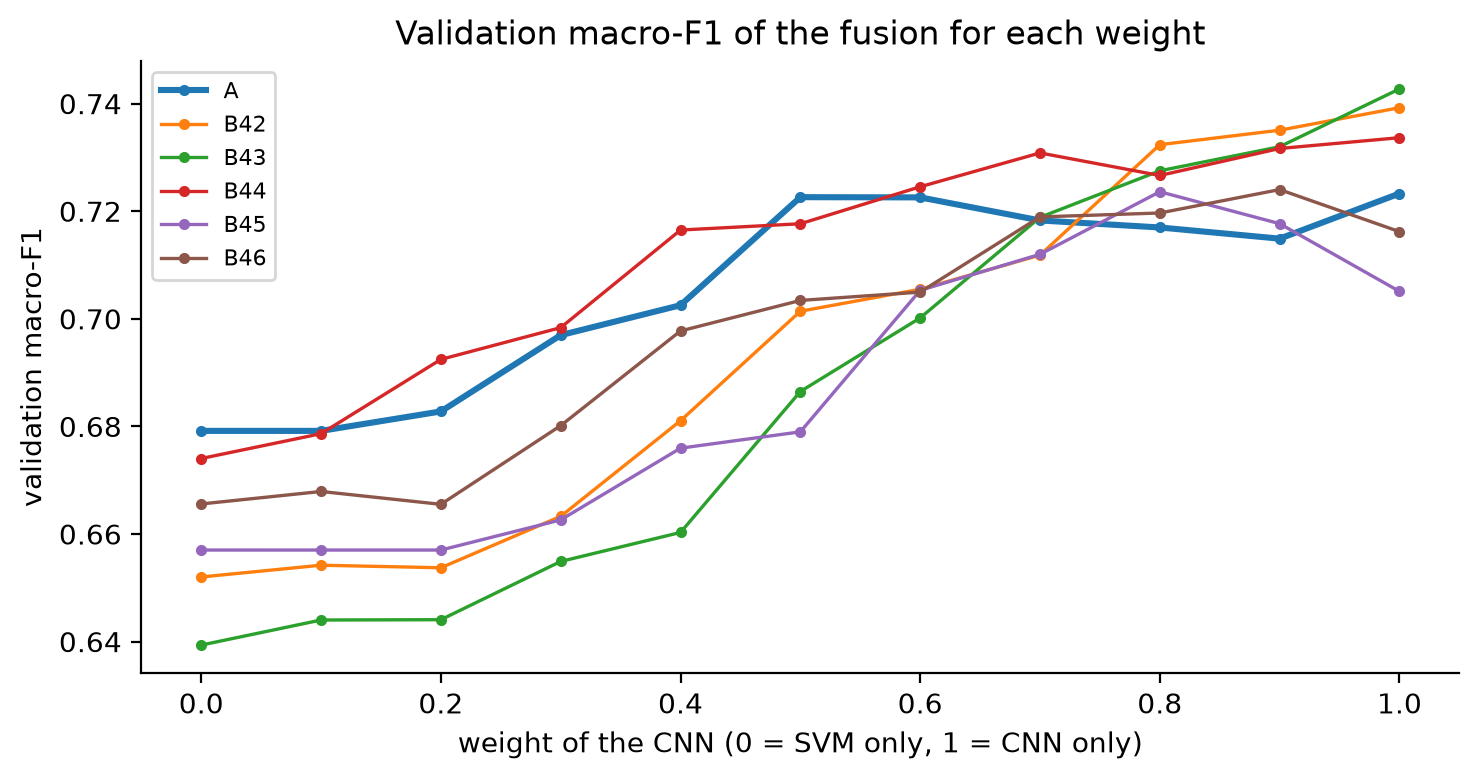 Validation macro-F1 of the fusion for each weight
A
B42
B43
B44
B45
B46
validation macro-F1
0.74
0.72
0.70
0.68
0.66
0.64
0.0 0.2 0.4 0.6 0.8 1.0
weight of the CNN (0 = SVM only, 1 = CNN only)